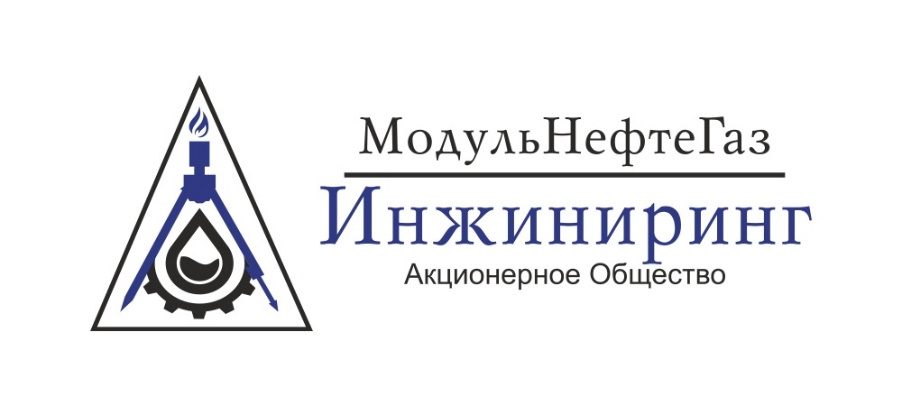 МодульНефтеГаз
Инжиниринг
Акционерное Общество